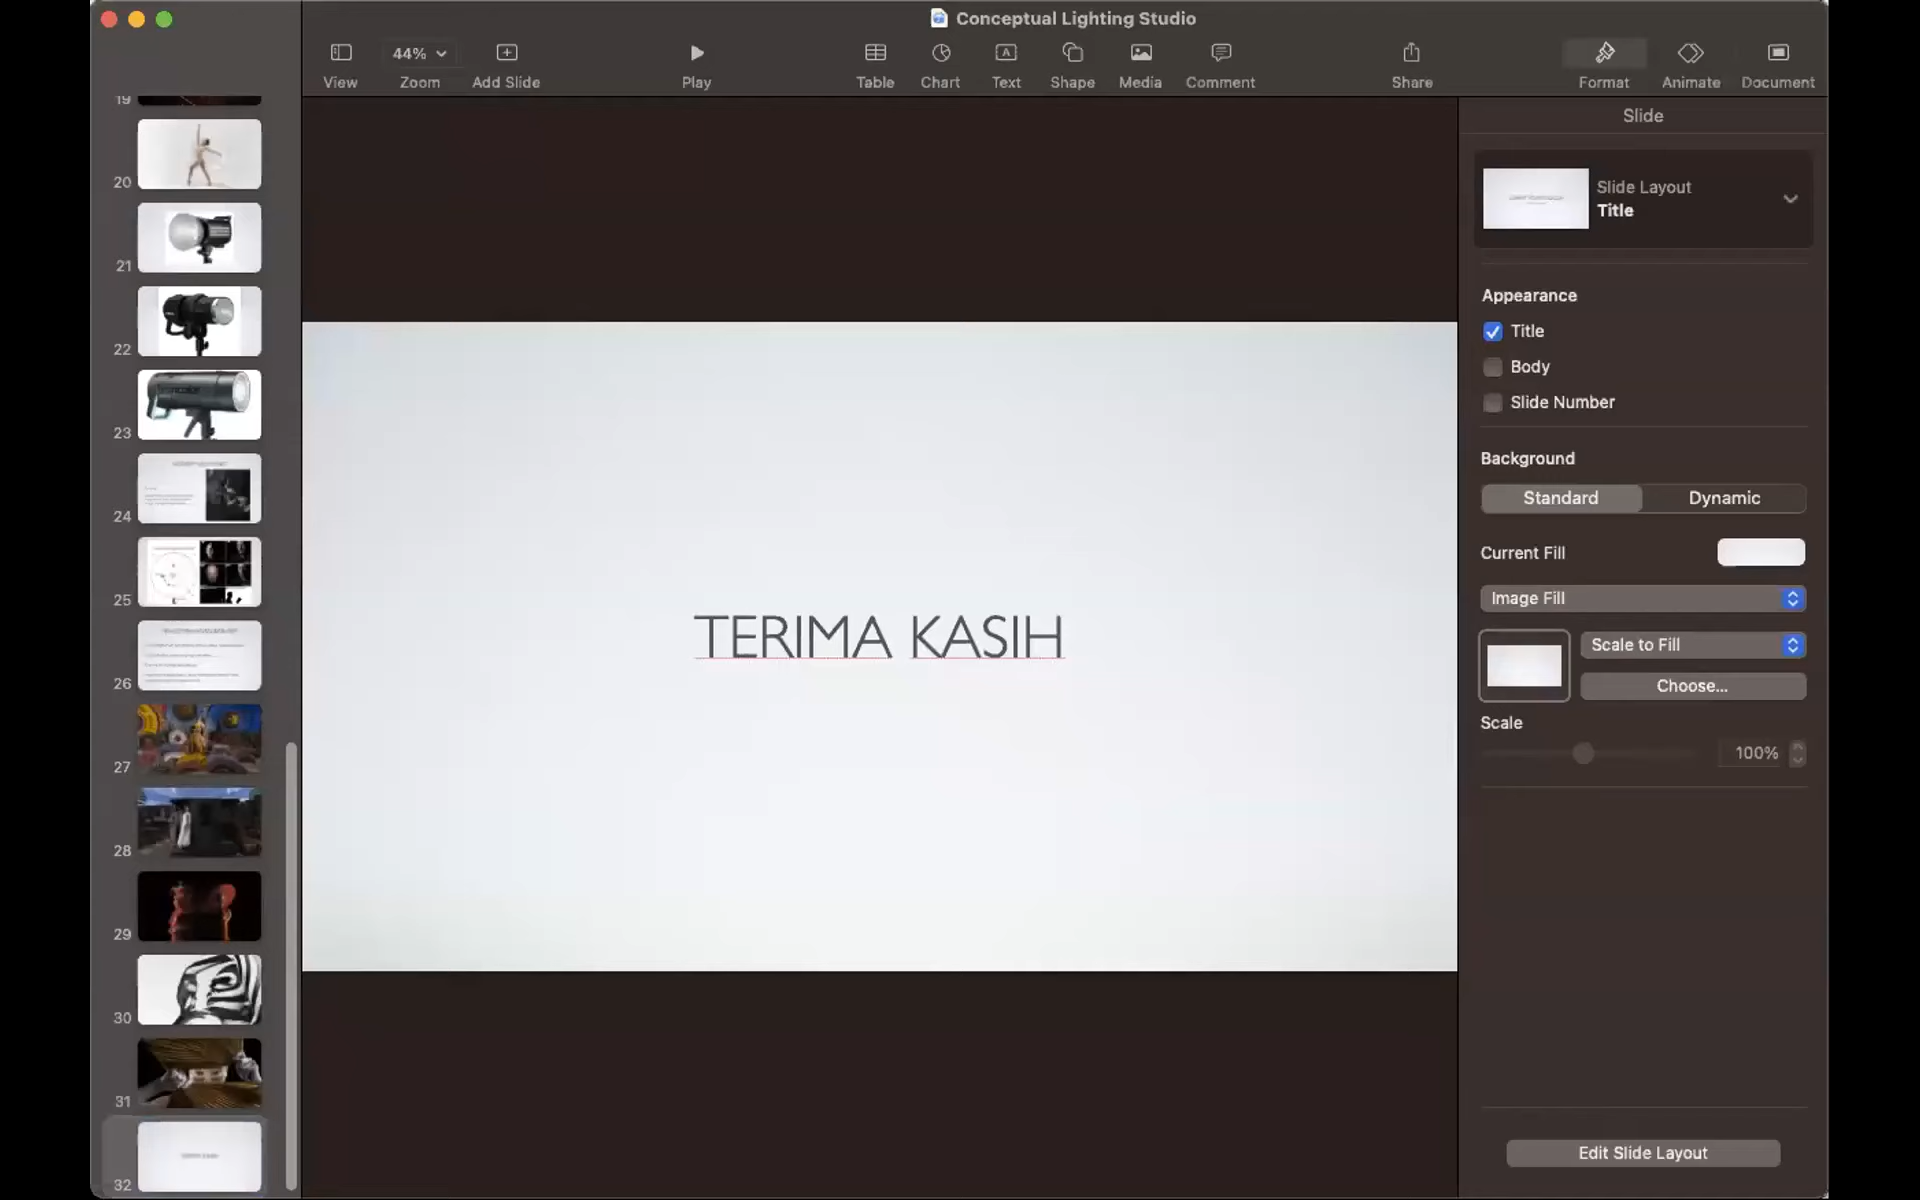 Conceptual Lighting Studio
44%
View
Zoom
Add Slide
Play
Table
Chart
Text
Shape
Media
Comment
Share
Format
Animate
Document
19
20
21
22
23
24
25
26
27
28
29
30
31
32
TERIMA KASIH
Slide
Slide Layout
Title
Appearance
Title
Body
Slide Number
Background
Standard
Dynamic
Current Fill
Image Fill
Scale to Fill
Choose...
Scale
100%
Edit Slide Layout